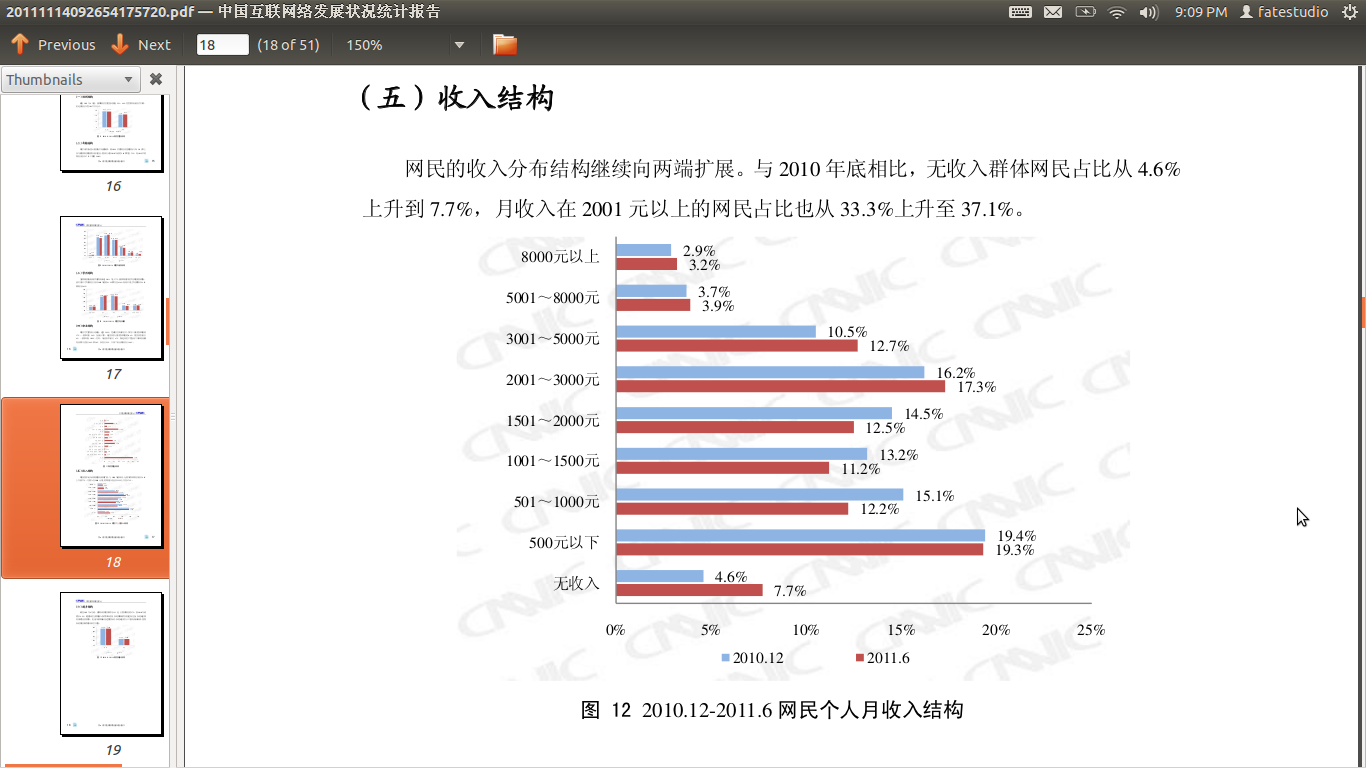 20111114092654175720.pdf — 中国互联网络发展状况统计报告
9:09 PM
fatestudio
Previous
Next
18
(18 of 51)
150%
Thumbnails
16
17
18
19
（五）收入结构
网民的收入分布结构继续向两端扩展。与 2010 年底相比，无收入群体网民占比从 4.6%
上升到 7.7%，月收入在 2001 元以上的网民占比也从 33.3%上升至 37.1%。
8000元以上
2.9%
3.2%
5001～8000元
3.7%
3.9%
3001～5000元
10.5%
12.7%
2001～3000元
16.2%
17.3%
1501～2000元
14.5%
12.5%
1001～1500元
13.2%
11.2%
501～1000元
15.1%
12.2%
500元以下
19.4%
19.3%
无收入
4.6%
7.7%
0%
5%
10%
15%
20%
25%
2010.12
2011.6
CNNIC
图 12 2010.12-2011.6 网民个人月收入结构